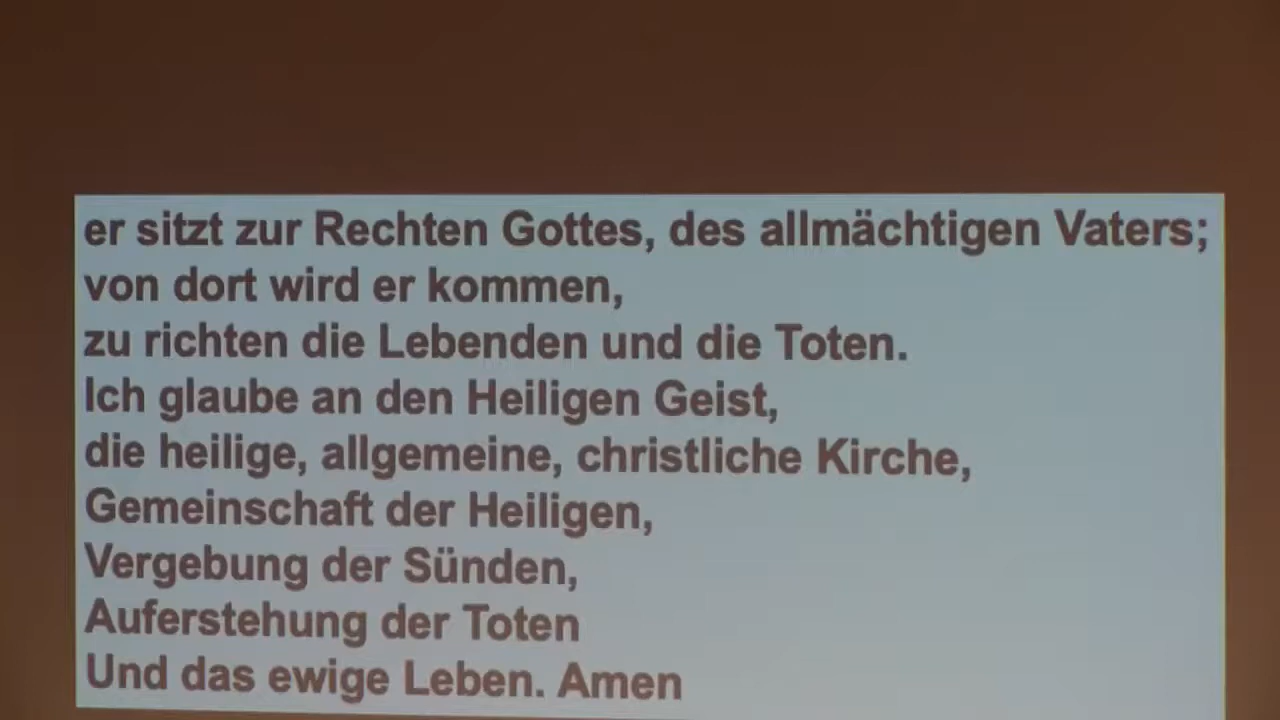 er sitzt zur Rechten Gottes, des allmächtigen Vaters;
von dort wird er kommen,
zu richten die Lebenden und die Toten.
Ich glaube an den Heiligen Geist,
die heilige, allgemeine, christliche Kirche,
Gemeinschaft der Heiligen,
Vergebung der Sünden,
Auferstehung der Toten
Und das ewige Leben. Amen